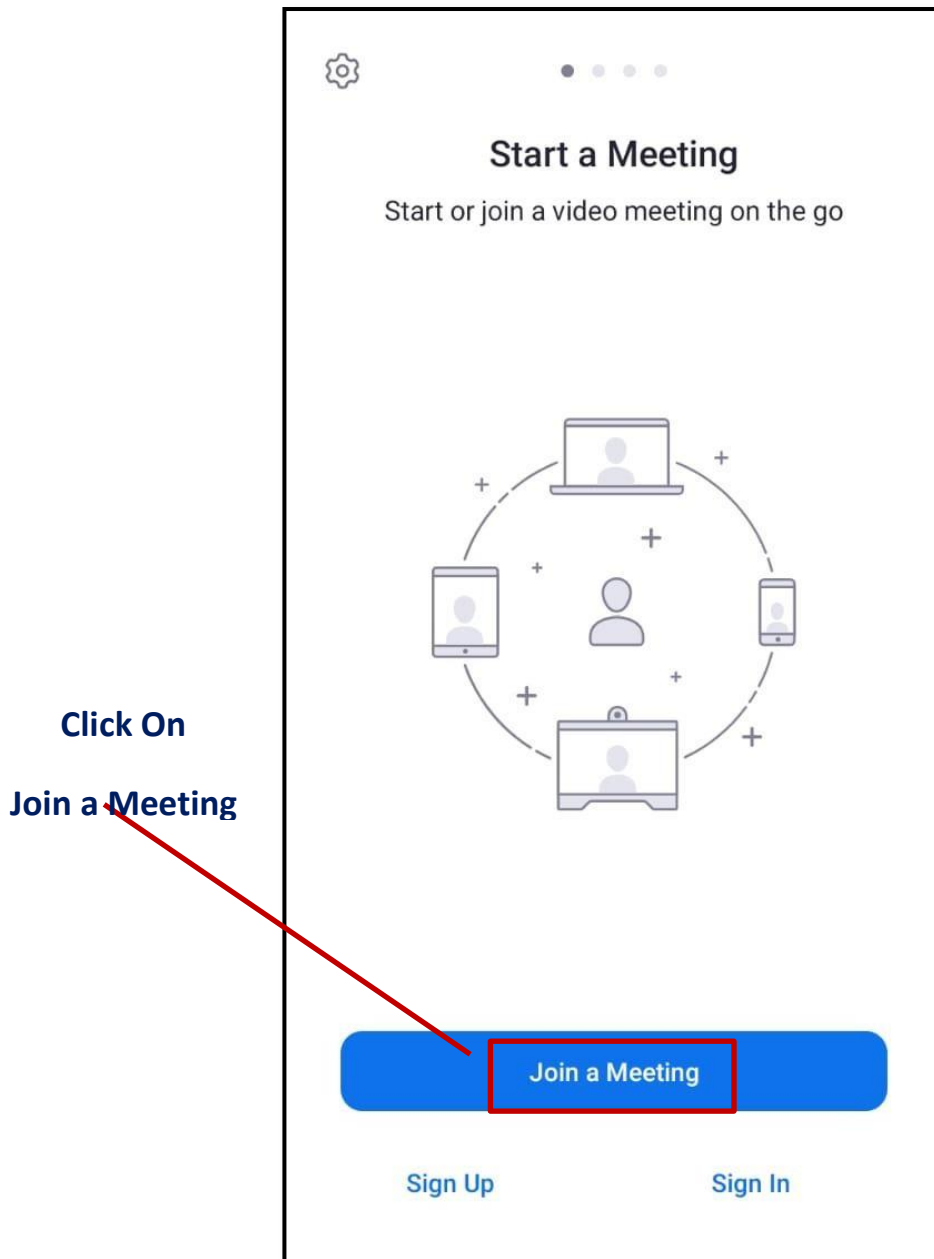 Start a Meeting
Start or join a video meeting on the go
Click On
Join a Meeting
Join a Meeting
Sign Up
Sign In